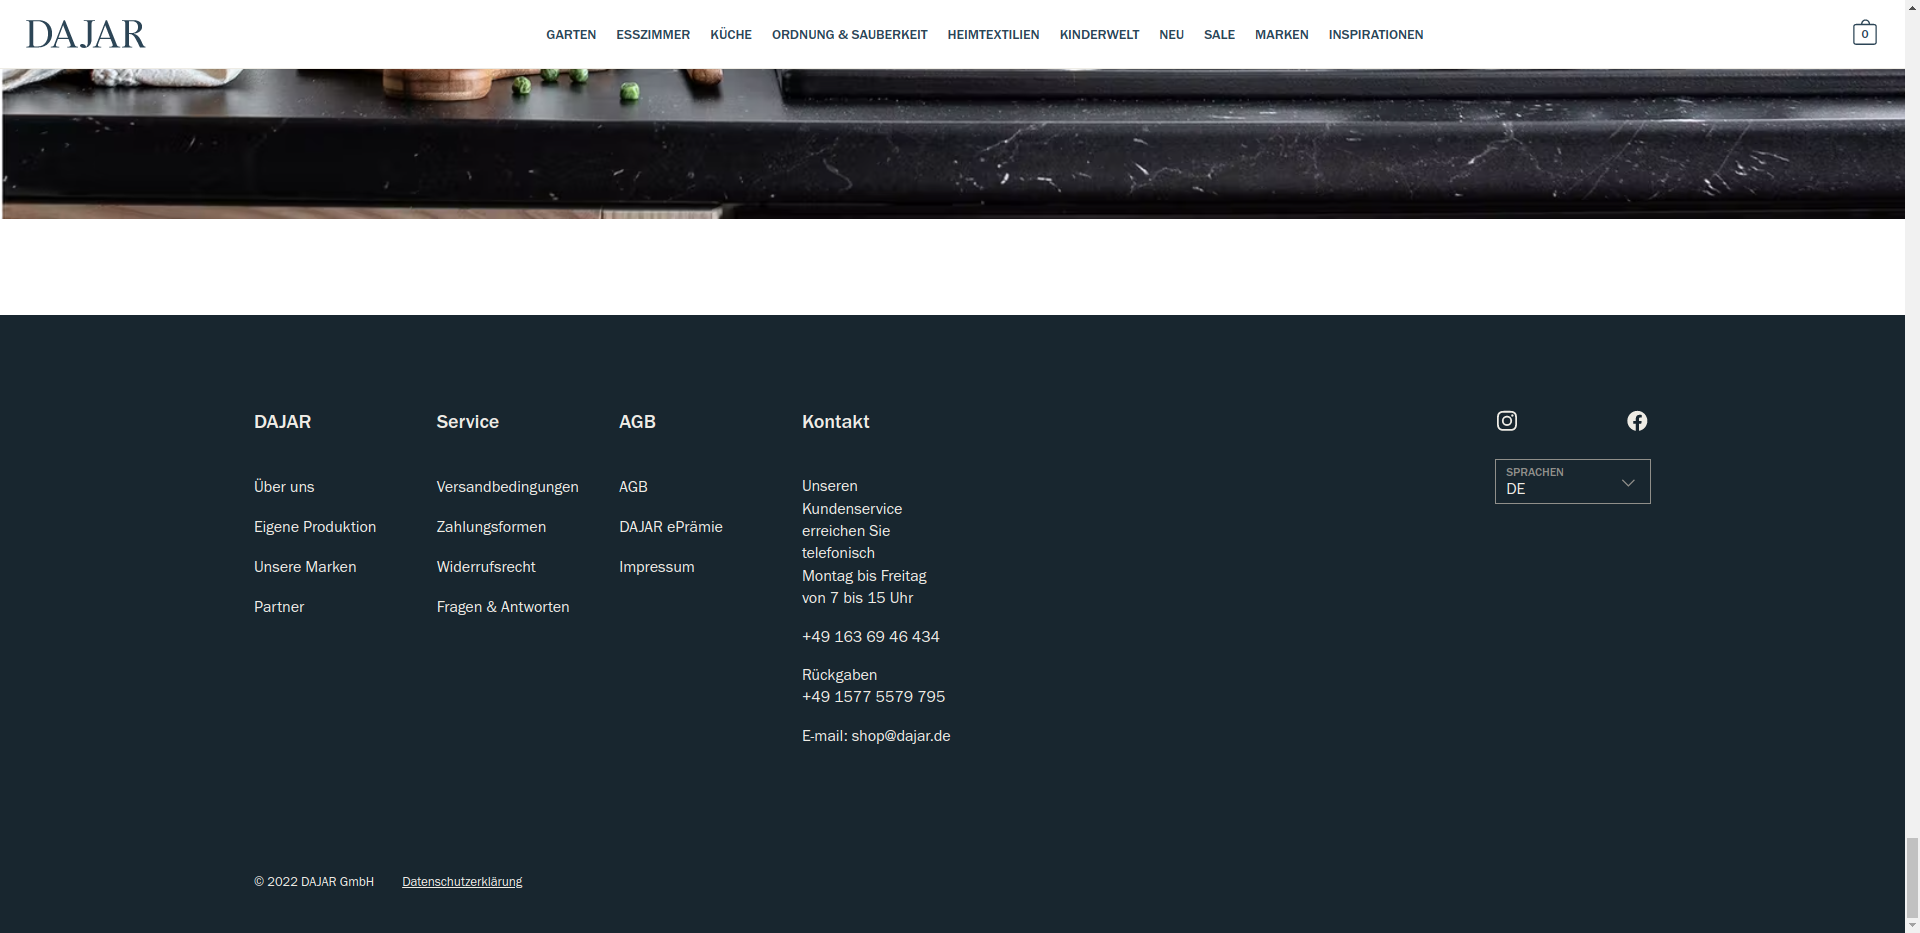 DAJAR
GARTEN ESSZIMMER KÜCHE ORDNUNG & SAUBERKEIT HEIMTEXTILIEN KINDERWELT NEU SALE MARKEN INSPIRATIONEN
0
DAJAR
Über uns
Eigene Produktion
Unsere Marken
Partner
Service
Versandbedingungen
Zahlungsformen
Widerrufsrecht
Fragen & Antworten
AGB
AGB
DAJAR ePrämie
Impressum
Kontakt
Unseren
Kundenservice
erreichen Sie
telefonisch
Montag bis Freitag
von 7 bis 15 Uhr
+49 163 69 46 434
Rückgaben
+49 1577 5579 795
E-mail: shop@dajar.de
SPRACHEN
DE
© 2022 DAJAR GmbH Datenschutzerklärung